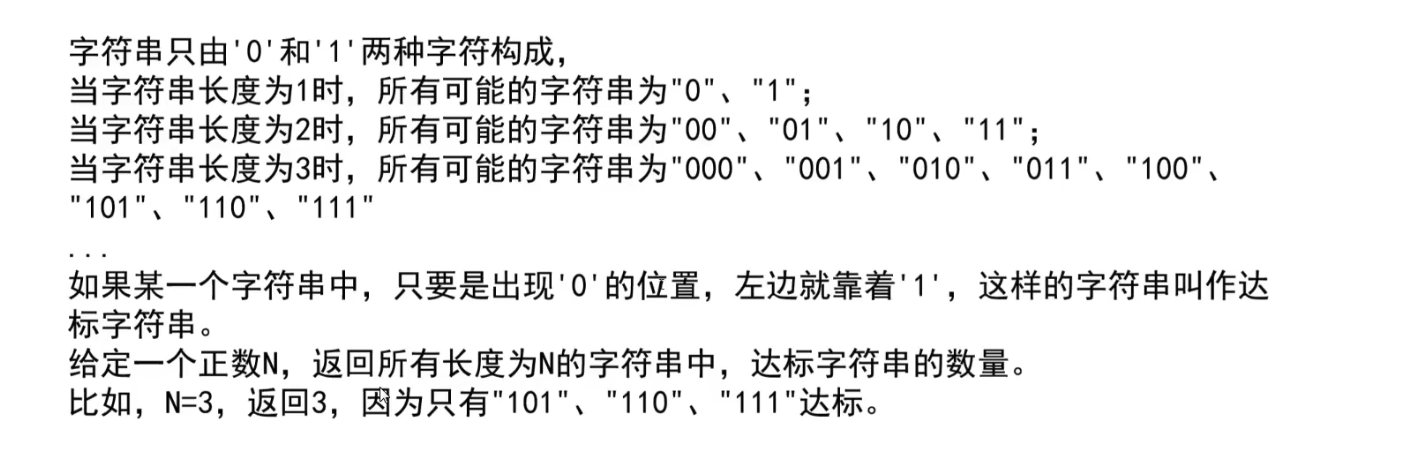 字符串只由'0'和'1'两种字符构成，
当字符串长度为1时，所有可能的字符串为"0"、"1"；
当字符串长度为2时，所有可能的字符串为"00"、"01"、"10"、"11"；
当字符串长度为3时，所有可能的字符串为"000"、"001"、"010"、"011"、"100"、
"101"、"110"、"111"
...
如果某一个字符串中，只要是出现'0'的位置，左边就靠着'1'，这样的字符串叫作达
标字符串。
给定一个正数N，返回所有长度为N的字符串中，达标字符串的数量。
比如，N=3，返回3，因为只有"101"、"110"、"111"达标。